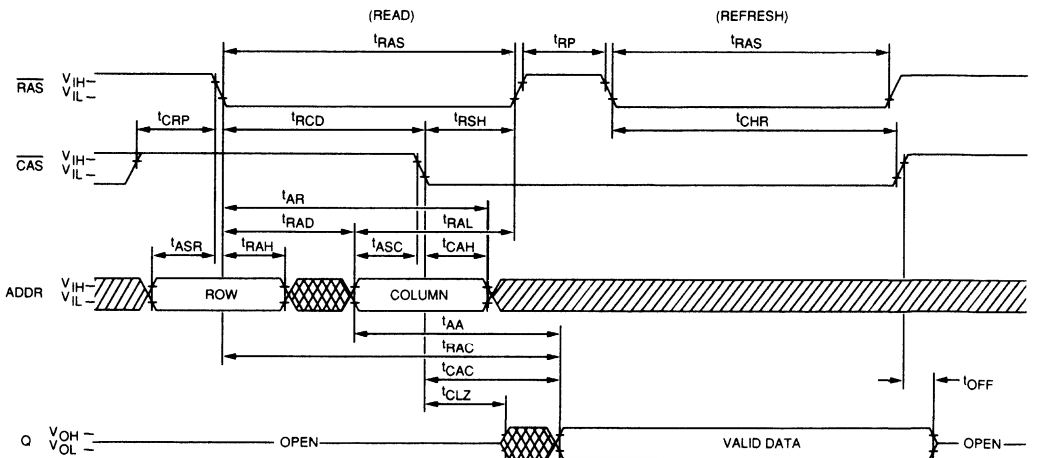 (READ) (REFRESH)
tRAS tRP tRAS
RAS VIH–
VIL–
tCRP tRCD tRSH tCHR
CAS VIH–
VIL–
tAR
tRAD tRAL
tASR tRAH tASC tCAH
ADDR VIH–
VIL–
ROW COLUMN
tAA
tRAC
tCAC
tOFF
tCLZ
Q VOH–
VOL–
OPEN VALID DATA OPEN